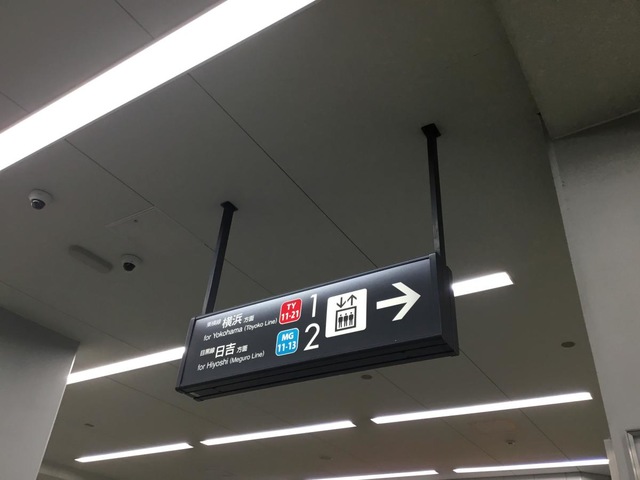 東横線 横浜 方面 TY 11-21 1
for Yokohama (Toyoko Line)
目黒線 日吉 方面 MG 11-13 2
for Hiyoshi (Meguro Line)